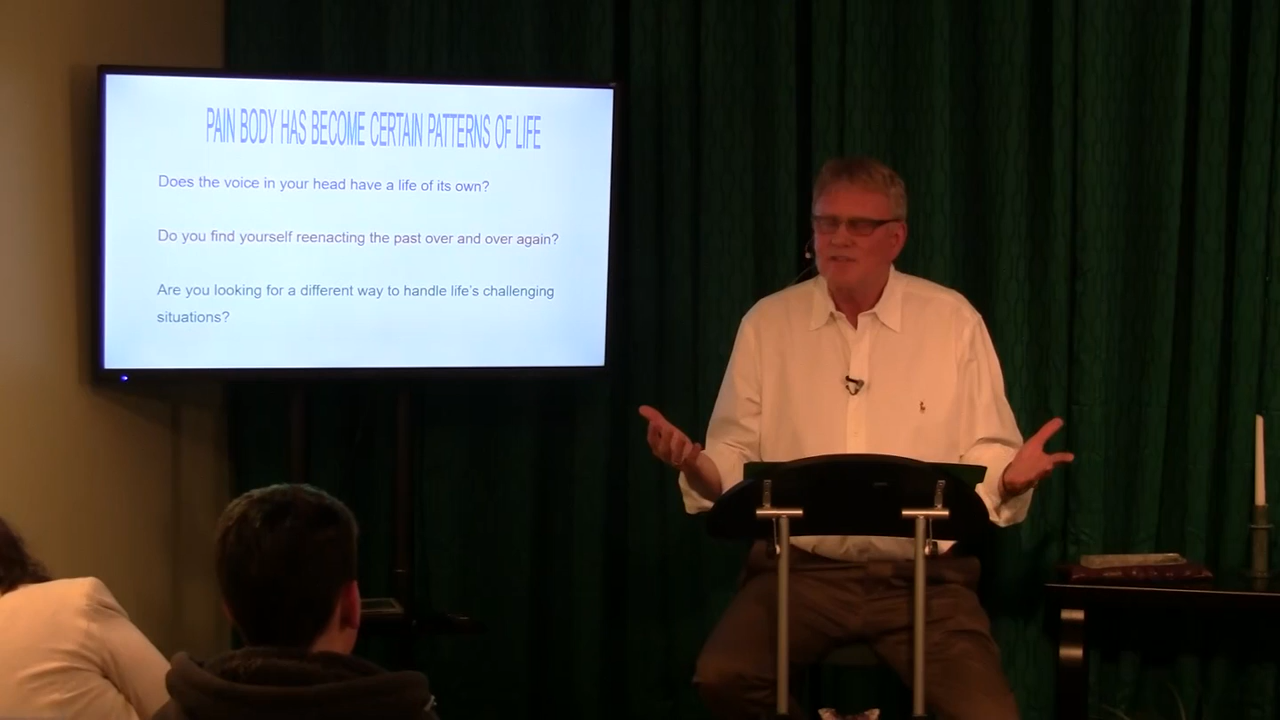 PAIN BODY HAS BECOME CERTAIN PATTERNS OF LIFE
Does the voice in your head have a life of its own?
Do you find yourself reenacting the past over and over again?
Are you looking for a different way to handle life's challenging
situations?